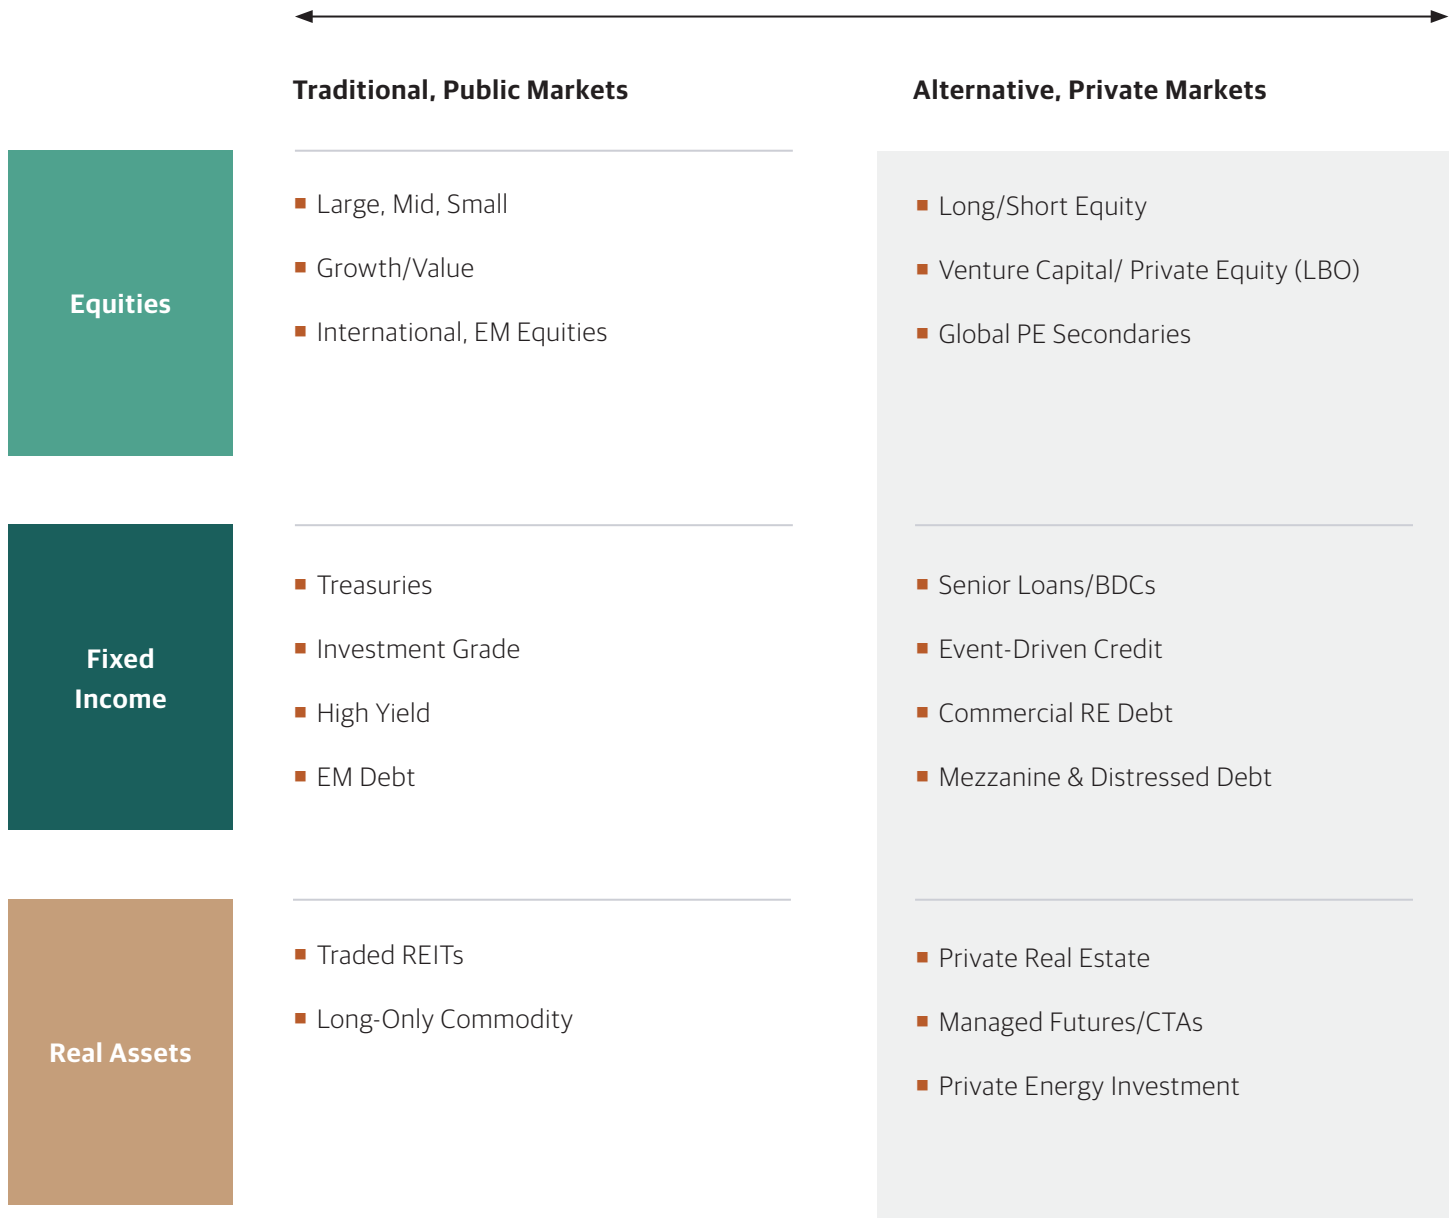 Traditional, Public Markets
Alternative, Private Markets
Equities
Large, Mid, Small
Growth/Value
International, EM Equities
Long/Short Equity
Venture Capital/ Private Equity (LBO)
Global PE Secondaries
Fixed
Income
Treasuries
Investment Grade
High Yield
EM Debt
Senior Loans/BDCs
Event-Driven Credit
Commercial RE Debt
Mezzanine & Distressed Debt
Real Assets
Traded REITs
Long-Only Commodity
Private Real Estate
Managed Futures/CTAs
Private Energy Investment